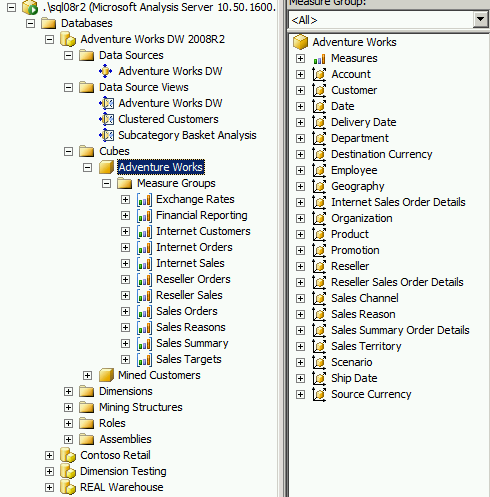 .\sql08r2 (Microsoft Analysis Server 10.50.1600.
Databases
Adventure Works DW 2008R2
Data Sources
Adventure Works DW
Data Source Views
Adventure Works DW
Clustered Customers
Subcategory Basket Analysis
Cubes
Adventure Works
Measure Groups
Exchange Rates
Financial Reporting
Internet Customers
Internet Orders
Internet Sales
Reseller Orders
Reseller Sales
Sales Orders
Sales Reasons
Sales Summary
Sales Targets
Mined Customers
Dimensions
Mining Structures
Roles
Assemblies
Contoso Retail
Dimension Testing
REAL Warehouse
Measure Group:
<All>
Adventure Works
Measures
Account
Customer
Date
Delivery Date
Department
Destination Currency
Employee
Geography
Internet Sales Order Details
Organization
Product
Promotion
Reseller
Reseller Sales Order Details
Sales Channel
Sales Reason
Sales Summary Order Details
Sales Territory
Scenario
Ship Date
Source Currency